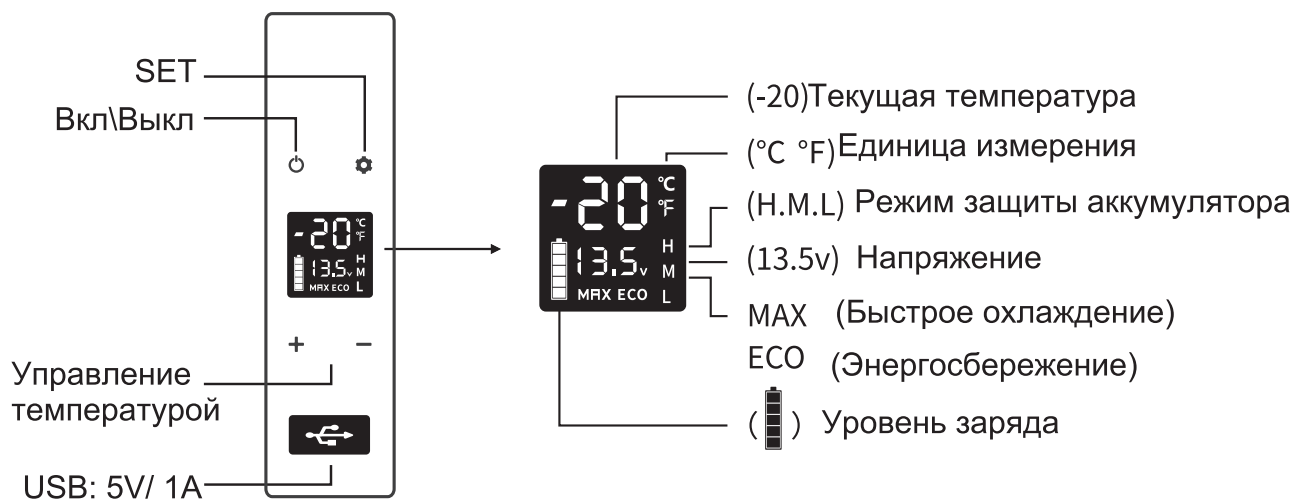 SET
Вкл\Выкл
-20 °C °F
13.5v H M L
MAX ECO
Управление
температурой
USB: 5V/ 1A
-20 °C °F
13.5v H M L
MAX ECO
(-20)Текущая температура
(°C °F)Единица измерения
(H.M.L) Режим защиты аккумулятора
(13.5v) Напряжение
MAX (Быстрое охлаждение)
ECO (Энергосбережение)
( ) Уровень заряда